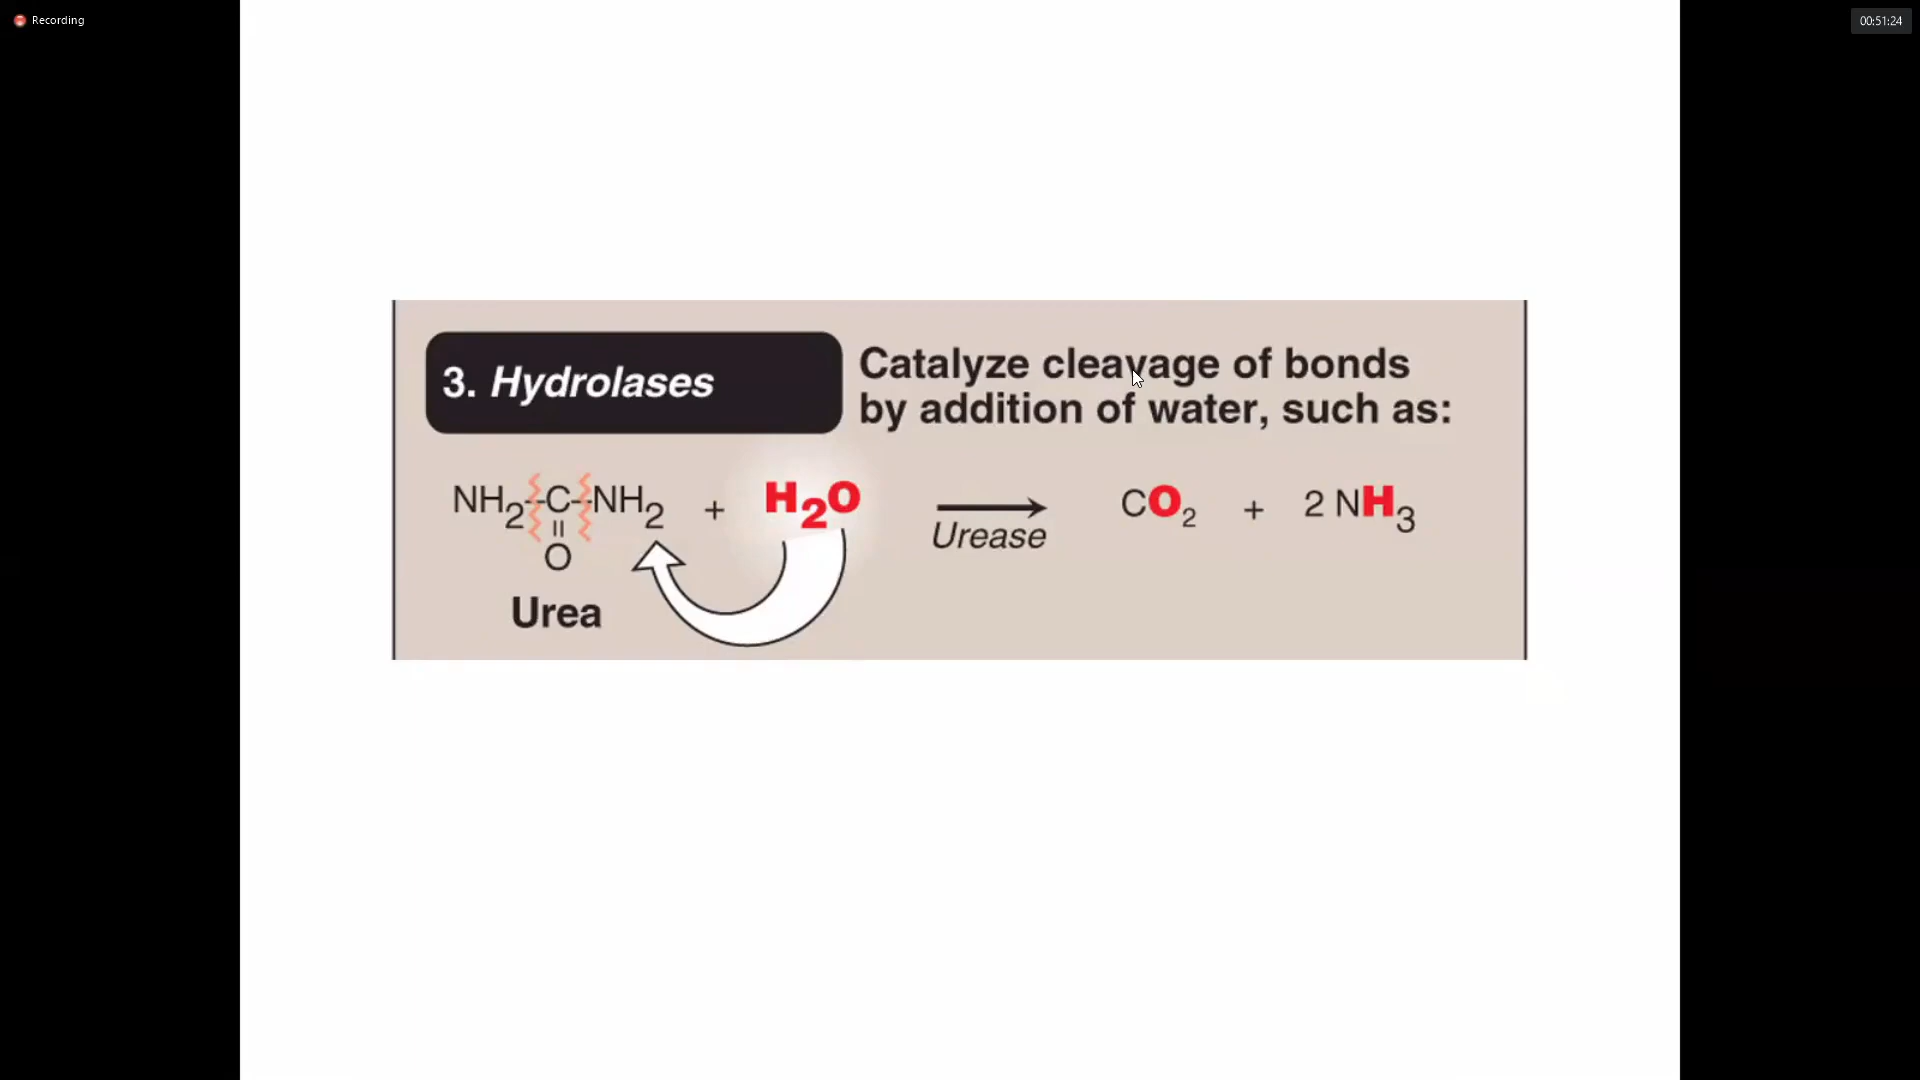 Recording
00:51:24
3. Hydrolases
Catalyze cleavage of bonds
by addition of water, such as:
NH2-C-NH2 + H2O Urease CO2 + 2 NH3
O
Urea